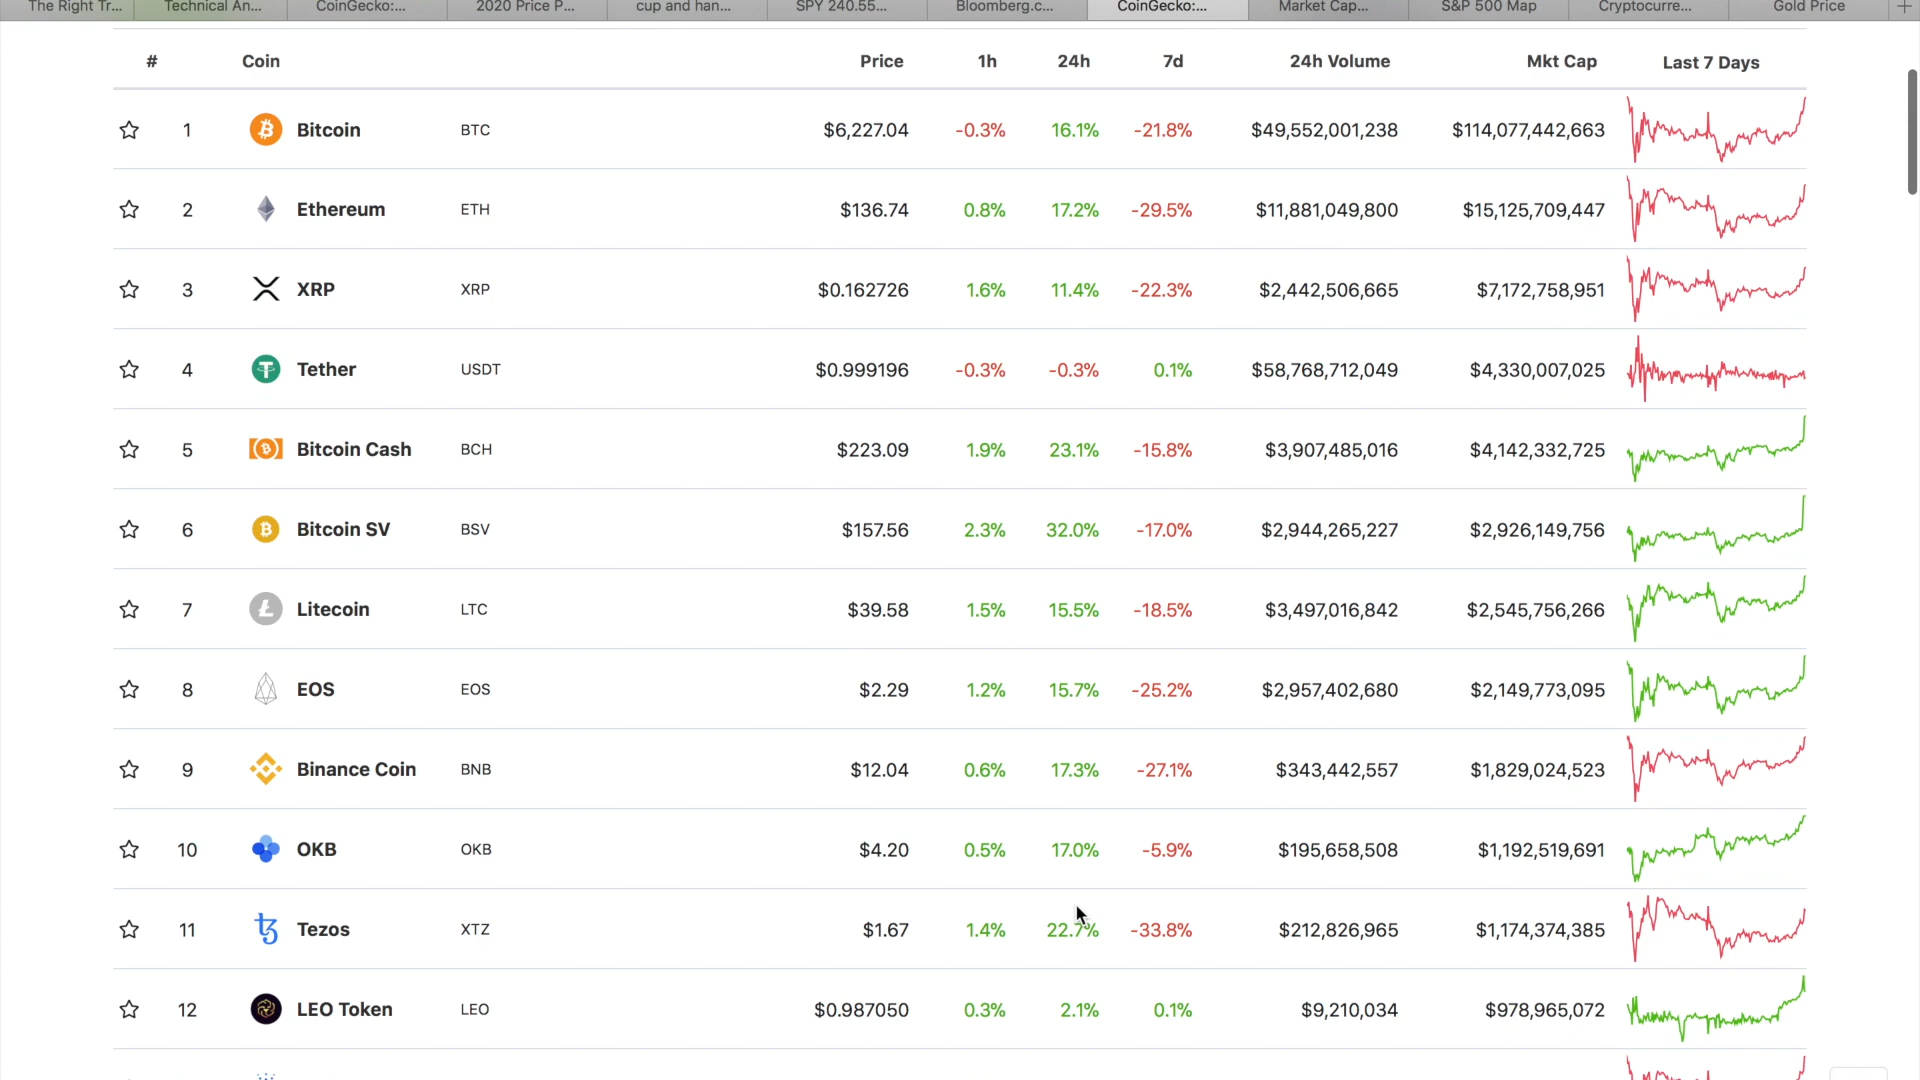 The Right Tr... Technical An... CoinGecko:... 2020 Price P... cup and han... SPY 240.55... Bloomberg.c... CoinGecko:... Market Cap... S&P 500 Map Cryptocurre... Gold Price
# Coin Price 1h 24h 7d 24h Volume Mkt Cap Last 7 Days
1 Bitcoin BTC $6,227.04 -0.3% 16.1% -21.8% $49,552,001,238 $114,077,442,663
2 Ethereum ETH $136.74 0.8% 17.2% -29.5% $11,881,049,800 $15,125,709,447
3 XRP XRP $0.162726 1.6% 11.4% -22.3% $2,442,506,665 $7,172,758,951
4 Tether USDT $0.999196 -0.3% -0.3% 0.1% $58,768,712,049 $4,330,007,025
5 Bitcoin Cash BCH $223.09 1.9% 23.1% -15.8% $3,907,485,016 $4,142,332,725
6 Bitcoin SV BSV $157.56 2.3% 32.0% -17.0% $2,944,265,227 $2,926,149,756
7 Litecoin LTC $39.58 1.5% 15.5% -18.5% $3,497,016,842 $2,545,756,266
8 EOS EOS $2.29 1.2% 15.7% -25.2% $2,957,402,680 $2,149,773,095
9 Binance Coin BNB $12.04 0.6% 17.3% -27.1% $343,442,557 $1,829,024,523
10 OKB OKB $4.20 0.5% 17.0% -5.9% $195,658,508 $1,192,519,691
11 Tezos XTZ $1.67 1.4% 22.7% -33.8% $212,826,965 $1,174,374,385
12 LEO Token LEO $0.987050 0.3% 2.1% 0.1% $9,210,034 $978,965,072